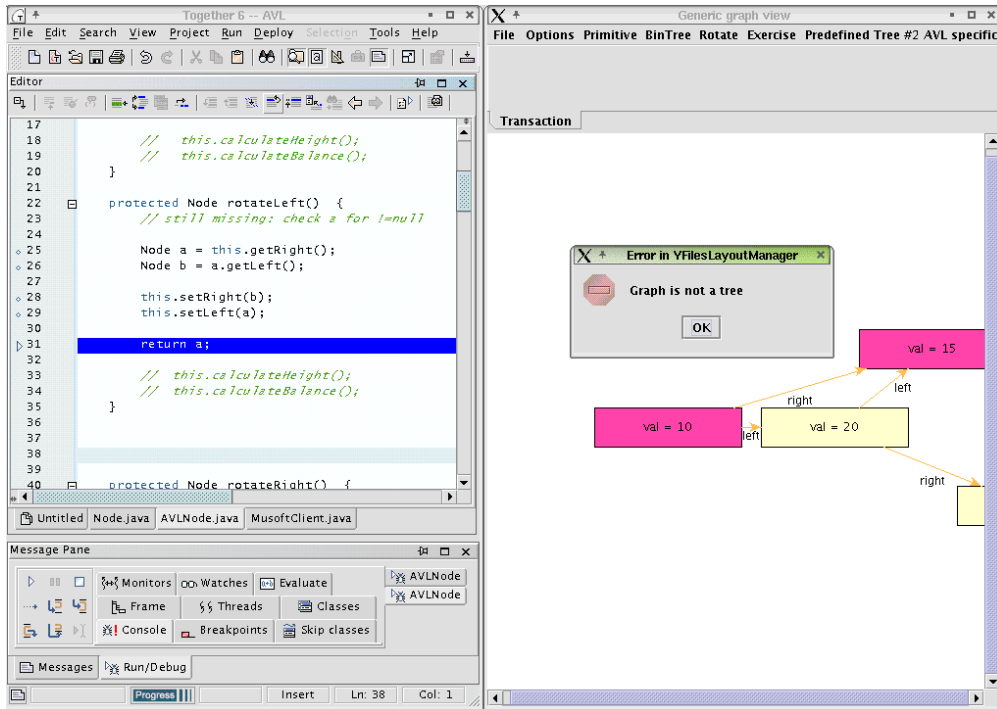 Together 6 -- AVL
File Edit Search View Project Run Deploy Selection Tools Help
Editor
17
18 // this.calculateHeight();
19 // this.calculateBalance();
20 }
21
22 protected Node rotateLeft() {
23 // still missing: check a for !=null
24
25 Node a = this.getRight();
26 Node b = a.getLeft();
27
28 this.setRight(b);
29 this.setLeft(a);
30
31 return a;
32
33 // this.calculateHeight();
34 // this.calculateBalance();
35 }
36
37
38
39
40 protected Node rotateRight() {
Untitled Node.java AVLNode.java MusoftClient.java
Message Pane
Monitors Watches Evaluate
Frame Threads Classes
Console Breakpoints Skip classes
AVLNode
AVLNode
Messages Run/Debug
Progress Insert Ln: 38 Col: 1
Generic graph view
File Options Primitive BinTree Rotate Exercise Predefined Tree #2 AVL specific
Transaction
Error in YFilesLayoutManager
Graph is not a tree
OK
val = 15
right
left
val = 10
left
val = 20
right